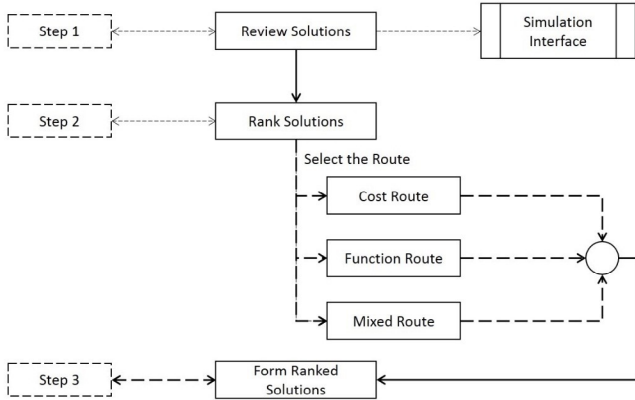 Step 1
Review Solutions
Simulation
Interface
Step 2
Rank Solutions
Select the Route
Cost Route
Function Route
Mixed Route
Step 3
Form Ranked
Solutions